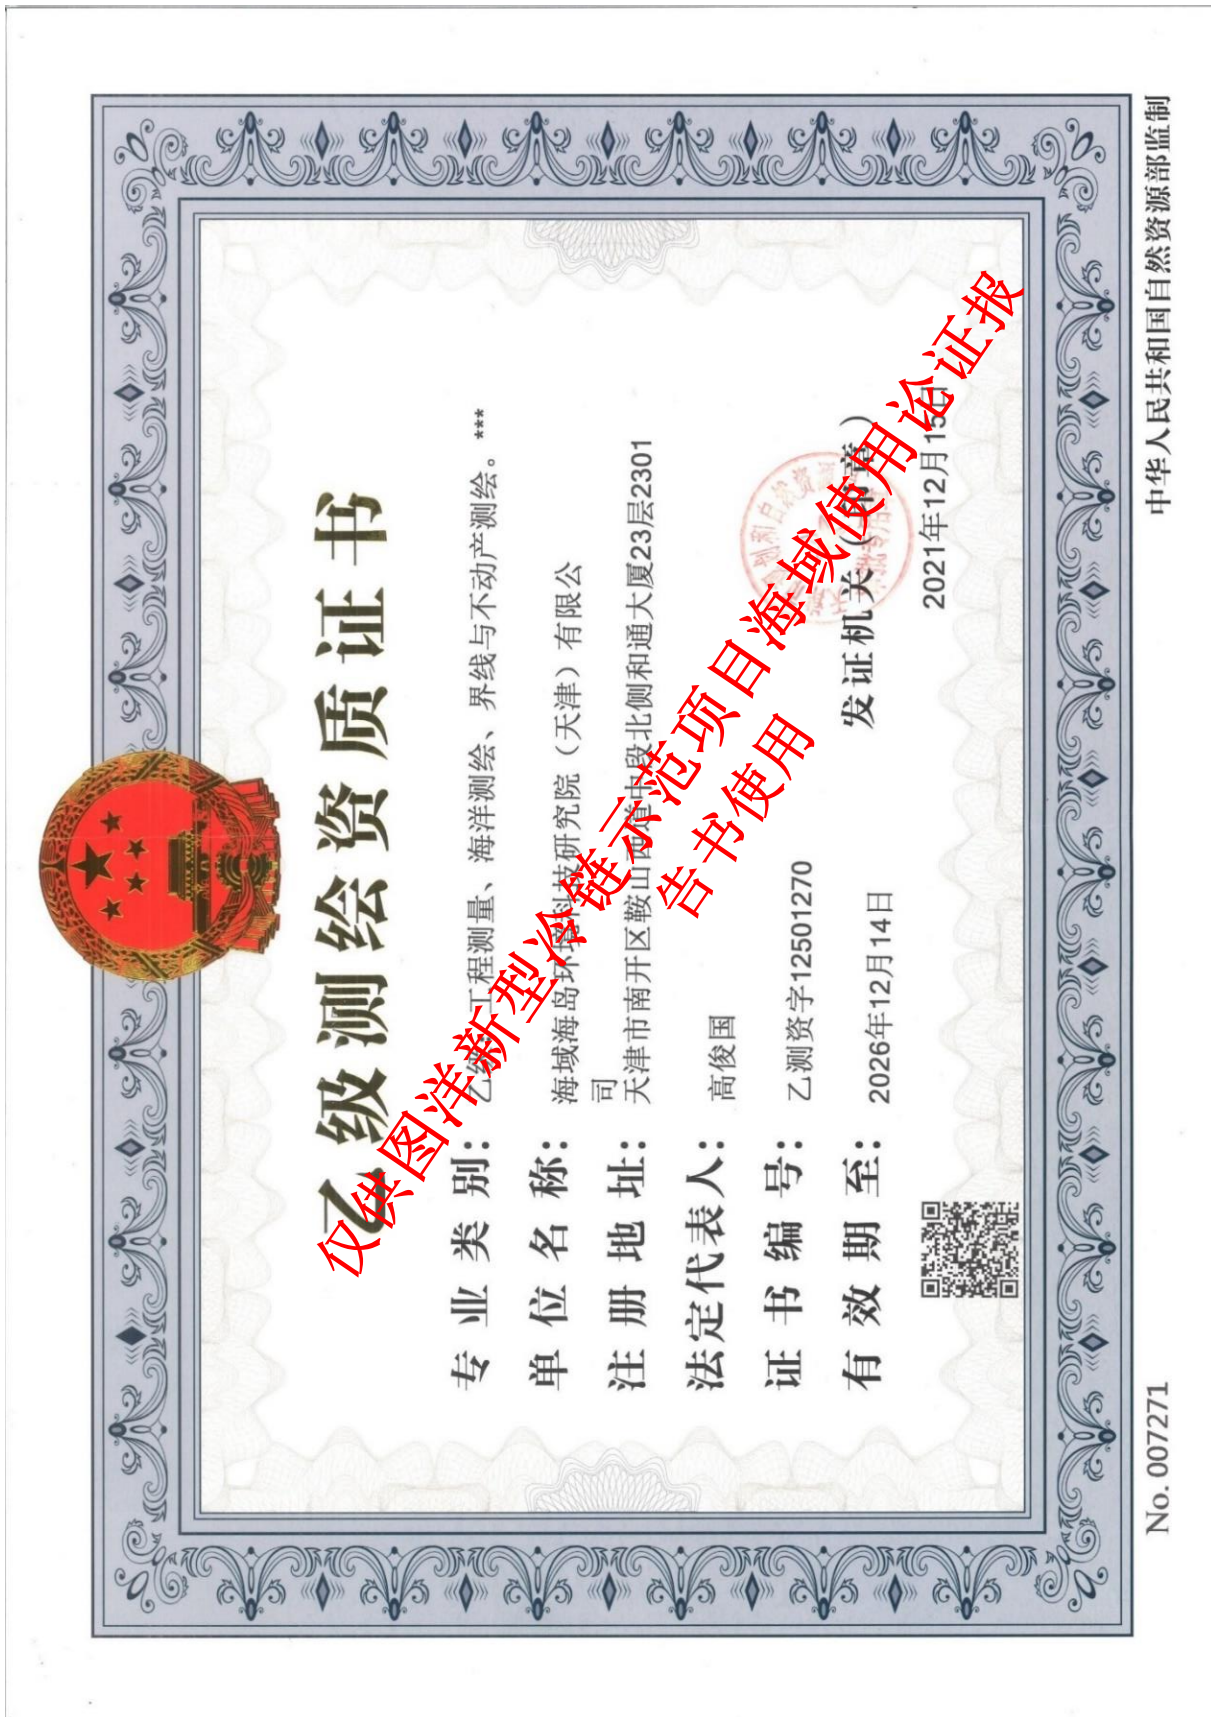 乙级测绘资质证书
专业类别：乙级：工程测量、海洋测绘、界线与不动产测绘。***
单位名称：海域海岛环境科技研究院（天津）有限公
司
注册地址：天津市南开区鞍山西道中段北侧和通大厦23层2301
法定代表人：高俊国
证书编号：乙测资字12501270
有效期至：2026年12月14日
发证机关（印章）
2021年12月15日
No. 007271
中华人民共和国自然资源部监制
仅供图洋新型冷链示范项目海域使用论证报
告书使用